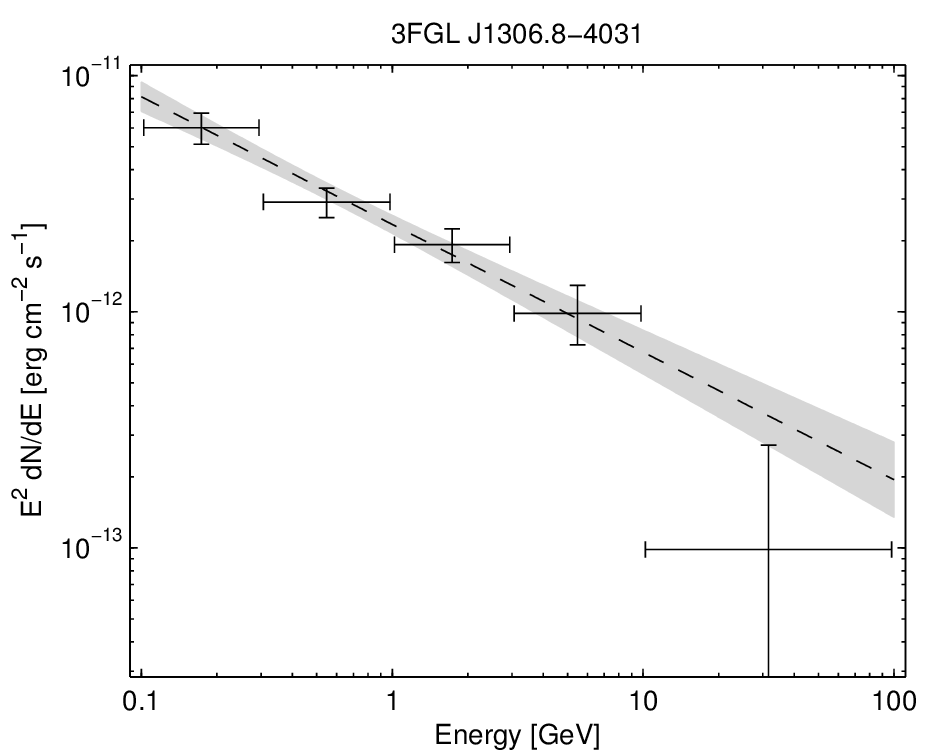 3FGL J1306.8−4031
10⁻¹¹
10⁻¹²
10⁻¹³
E² dN/dE [erg cm⁻² s⁻¹]
0.1 1 10 100
Energy [GeV]